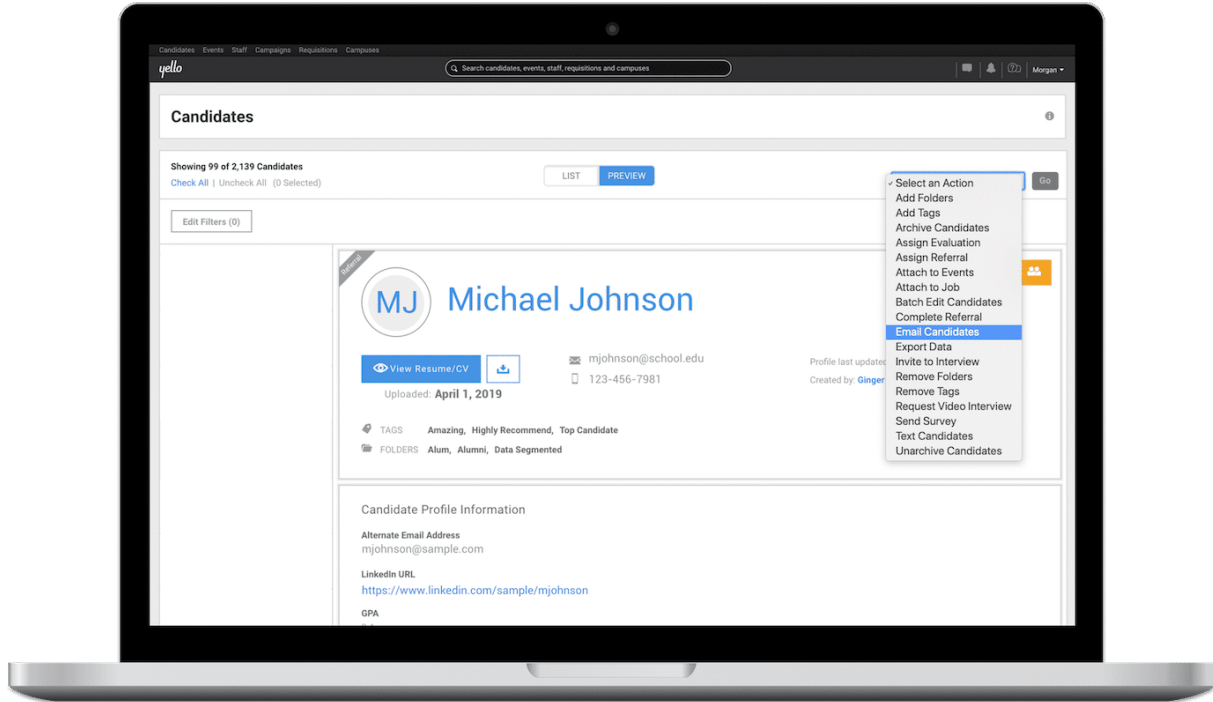 Candidates Events Staff Campaigns Requisitions Campuses
yello
Search candidates, events, staff, requisitions and campuses
Morgan
Candidates
Showing 99 of 2,139 Candidates
Check All | Uncheck All (0 Selected)
LIST PREVIEW
Go
Edit Filters (0)
✓ Select an Action
Add Folders
Add Tags
Archive Candidates
Assign Evaluation
Assign Referral
Attach to Events
Attach to Job
Batch Edit Candidates
Complete Referral
Email Candidates
Export Data
Invite to Interview
Remove Folders
Remove Tags
Request Video Interview
Send Survey
Text Candidates
Unarchive Candidates
Referral
MJ
Michael Johnson
View Resume/CV
Uploaded: April 1, 2019
mjohnson@school.edu
123-456-7981
Profile last updated
Created by: Ginger
TAGS Amazing, Highly Recommend, Top Candidate
FOLDERS Alum, Alumni, Data Segmented
Candidate Profile Information
Alternate Email Address
mjohnson@sample.com
LinkedIn URL
https://www.linkedin.com/sample/mjohnson
GPA